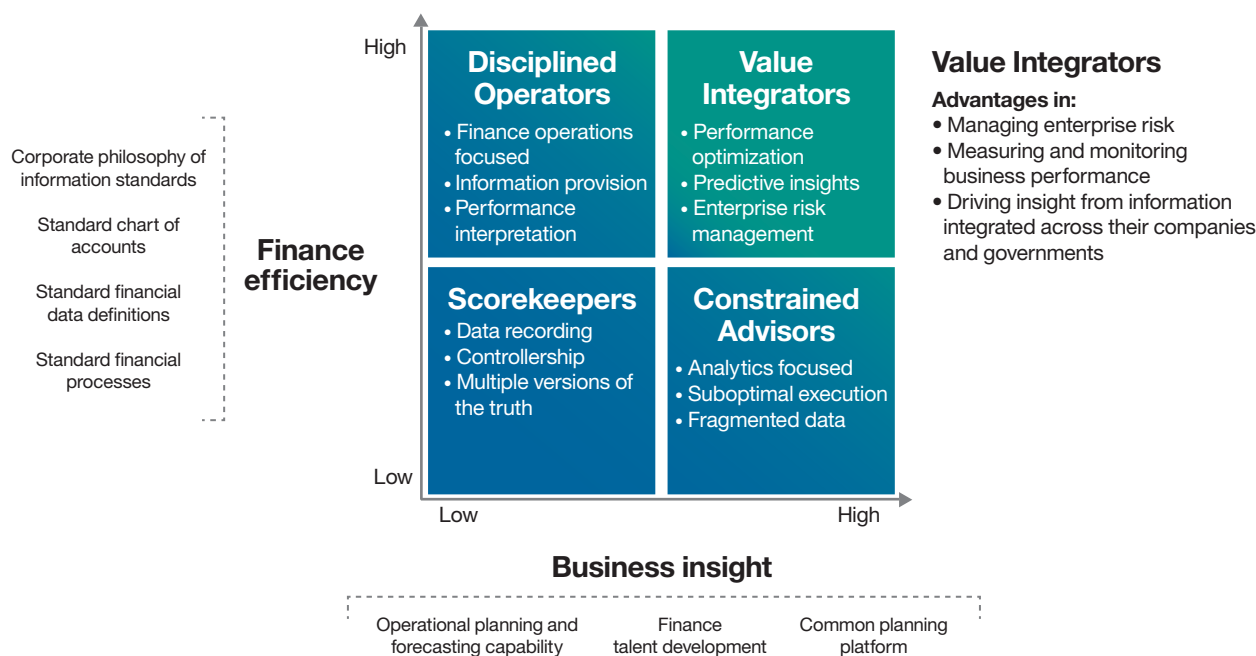 High
Disciplined
Operators
• Finance operations
focused
• Information provision
• Performance
interpretation
Value
Integrators
• Performance
optimization
• Predictive insights
• Enterprise risk
management
Value Integrators
Advantages in:
• Managing enterprise risk
• Measuring and monitoring
business performance
• Driving insight from information
integrated across their companies
and governments
Corporate philosophy of
information standards
Standard chart of
accounts
Standard financial
data definitions
Standard financial
processes
Finance
efficiency
Scorekeepers
• Data recording
• Controllership
• Multiple versions of
the truth
Constrained
Advisors
• Analytics focused
• Suboptimal execution
• Fragmented data
Low
Low
High
Business insight
Operational planning and
forecasting capability
Finance
talent development
Common planning
platform